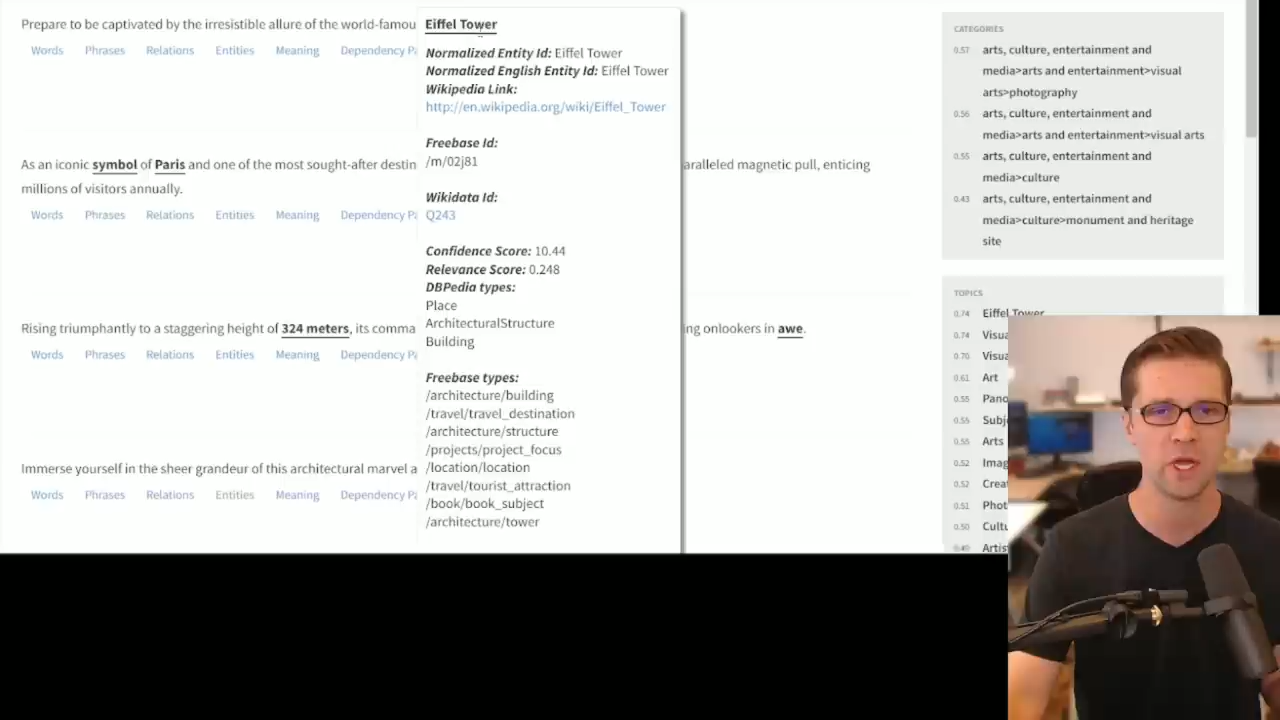 Prepare to be captivated by the irresistible allure of the world-famou
Words Phrases Relations Entities Meaning Dependency Pa
As an iconic symbol of Paris and one of the most sought-after destin
aralleled magnetic pull, enticing
millions of visitors annually.
Words Phrases Relations Entities Meaning Dependency Pa
Rising triumphantly to a staggering height of 324 meters, its comma
ng onlookers in awe.
Words Phrases Relations Entities Meaning Dependency Pa
Immerse yourself in the sheer grandeur of this architectural marvel a
Words Phrases Relations Entities Meaning Dependency Pa
Eiffel Tower
Normalized Entity Id: Eiffel Tower
Normalized English Entity Id: Eiffel Tower
Wikipedia Link:
http://en.wikipedia.org/wiki/Eiffel_Tower
Freebase Id:
/m/02j81
Wikidata Id:
Q243
Confidence Score: 10.44
Relevance Score: 0.248
DBPedia types:
Place
ArchitecturalStructure
Building
Freebase types:
/architecture/building
/travel/travel_destination
/architecture/structure
/projects/project_focus
/location/location
/travel/tourist_attraction
/book/book_subject
/architecture/tower
CATEGORIES
0.57 arts, culture, entertainment and
media>arts and entertainment>visual
arts>photography
0.56 arts, culture, entertainment and
media>arts and entertainment>visual arts
0.55 arts, culture, entertainment and
media>culture
0.43 arts, culture, entertainment and
media>culture>monument and heritage
site
TOPICS
0.74 Eiffel Tower
0.74 Visua
0.70 Visua
0.61 Art
0.55 Pano
0.55 Subj
0.55 Arts
0.52 Imag
0.52 Crea
0.51 Phot
0.50 Cultu
Artis